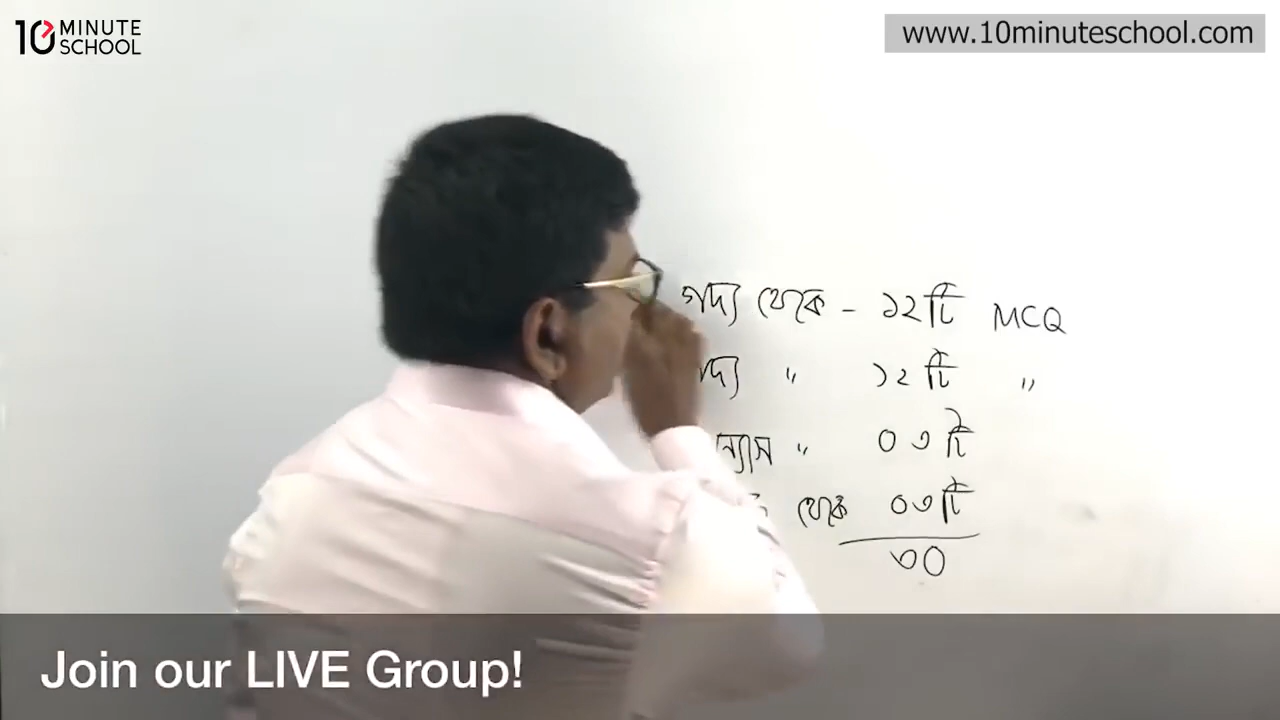 10 MINUTE
SCHOOL
www.10minuteschool.com
গদ্য থেকে - ১২টি MCQ
" ১২টি "
" ০৩টি
থেকে ০৩টি
৩০
Join our LIVE Group!